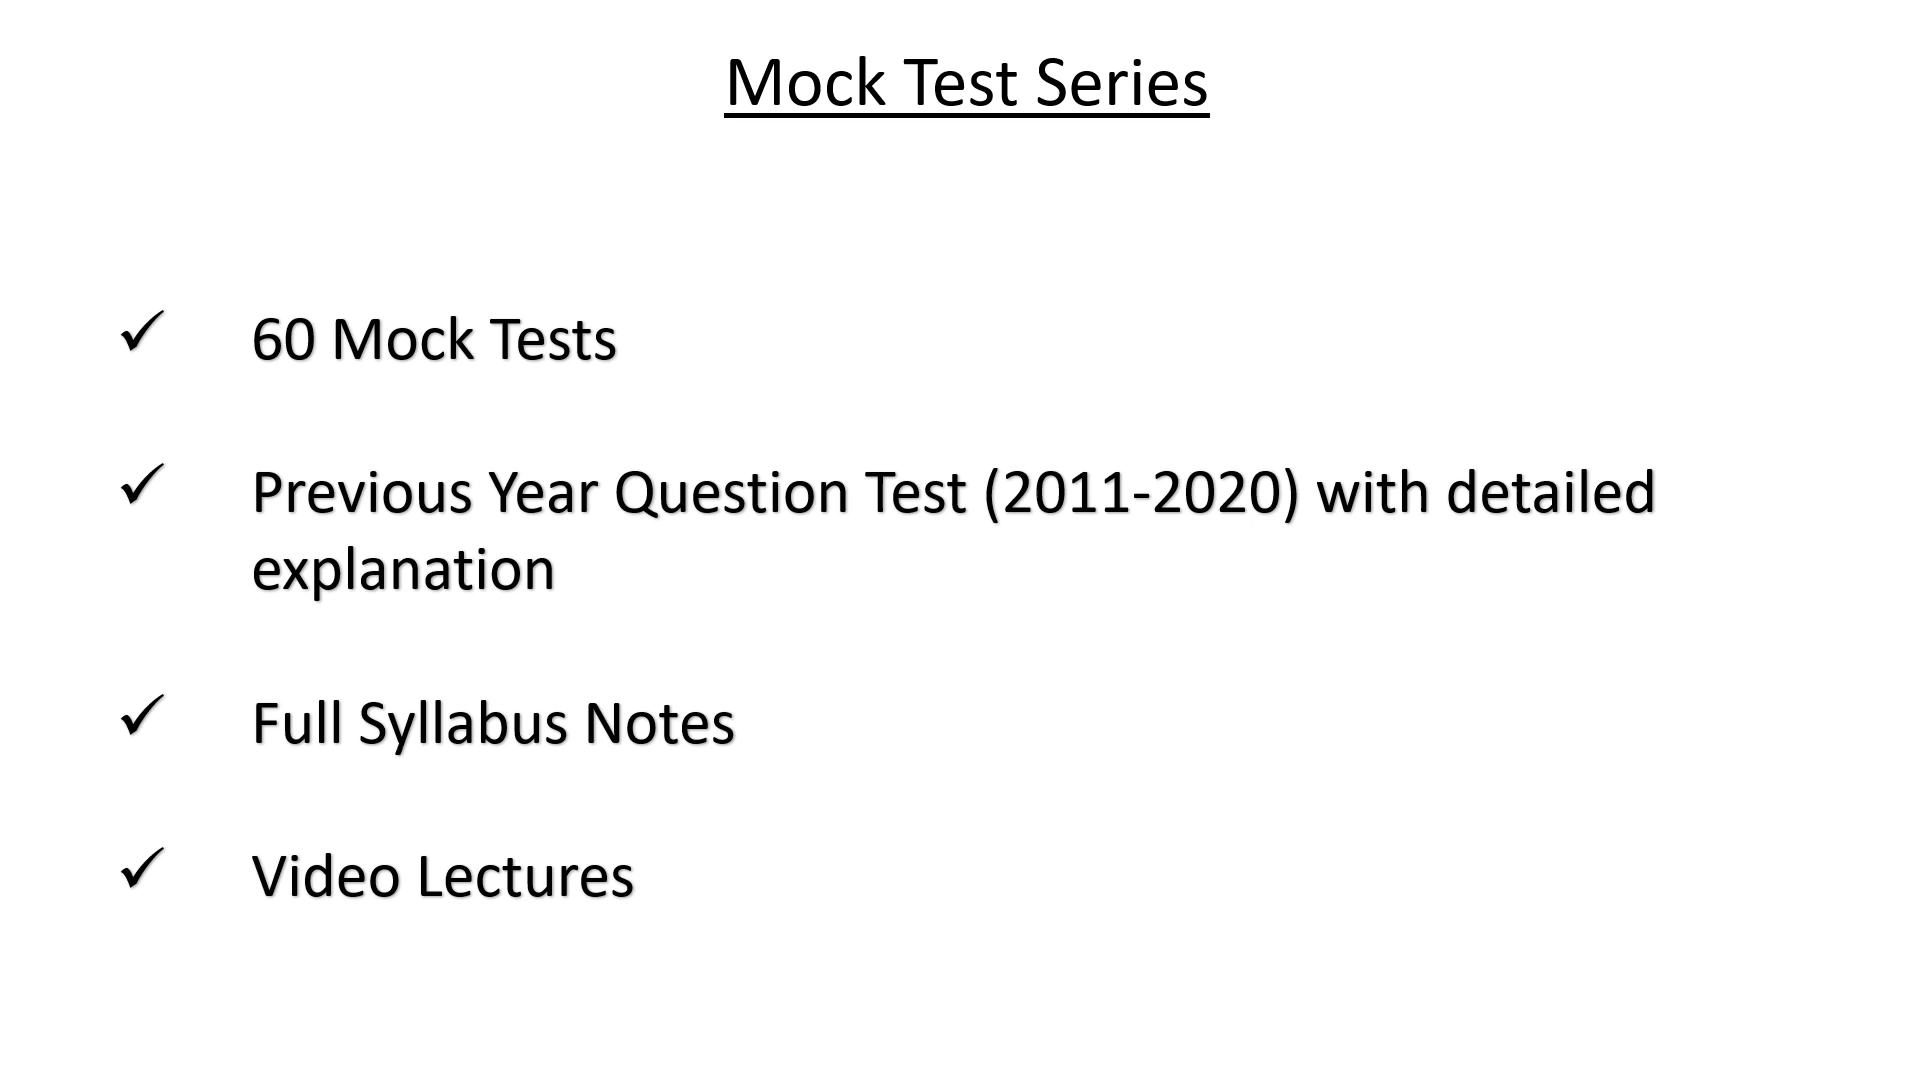 Mock Test Series
✓ 60 Mock Tests
✓ Previous Year Question Test (2011-2020) with detailed
explanation
✓ Full Syllabus Notes
✓ Video Lectures